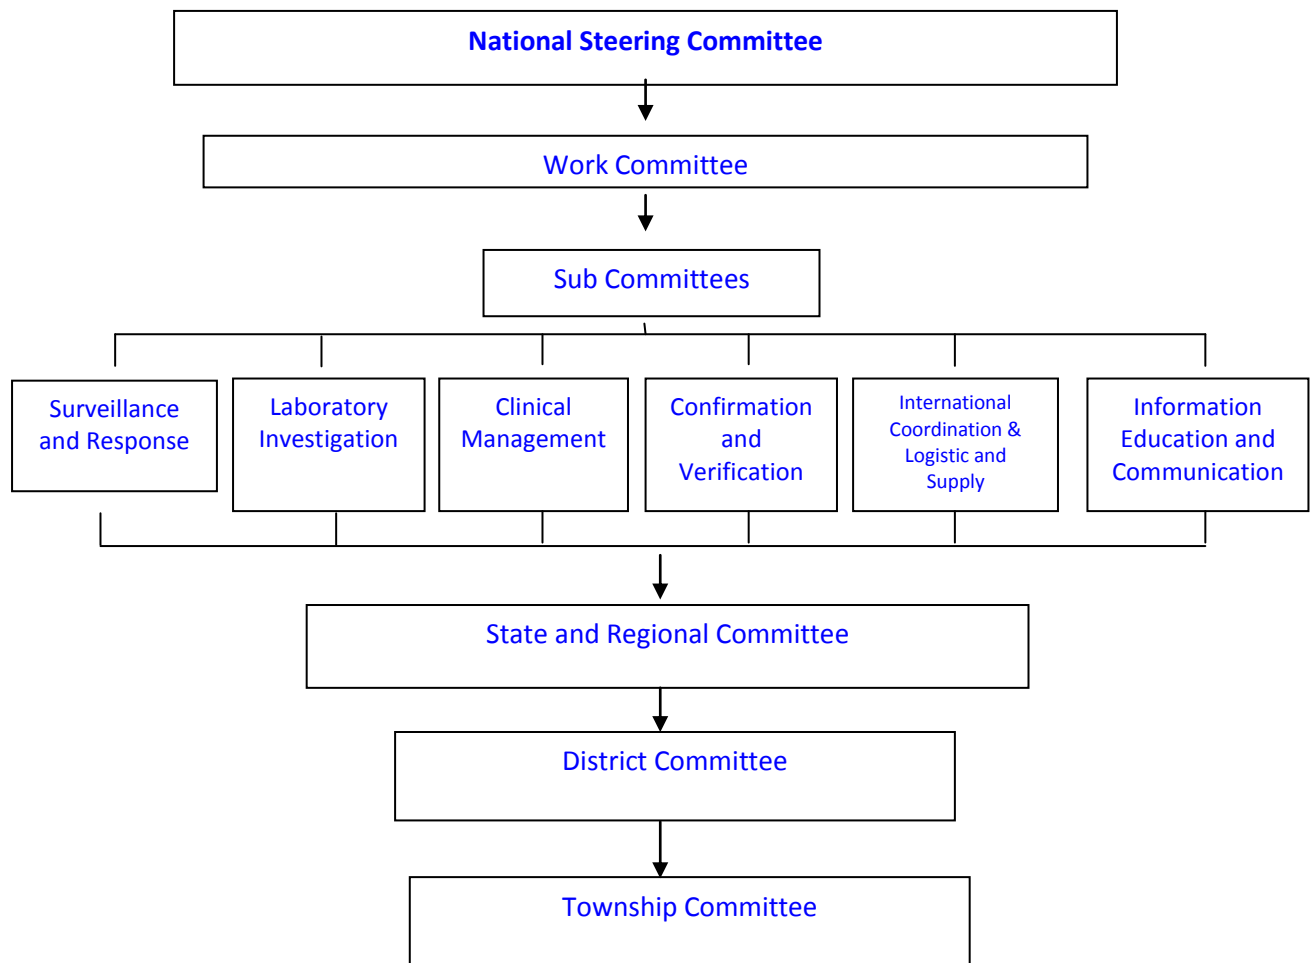 National Steering Committee
Work Committee
Sub Committees
Surveillance
and Response
Laboratory
Investigation
Clinical
Management
Confirmation
and
Verification
International
Coordination &
Logistic and
Supply
Information
Education and
Communication
State and Regional Committee
District Committee
Township Committee